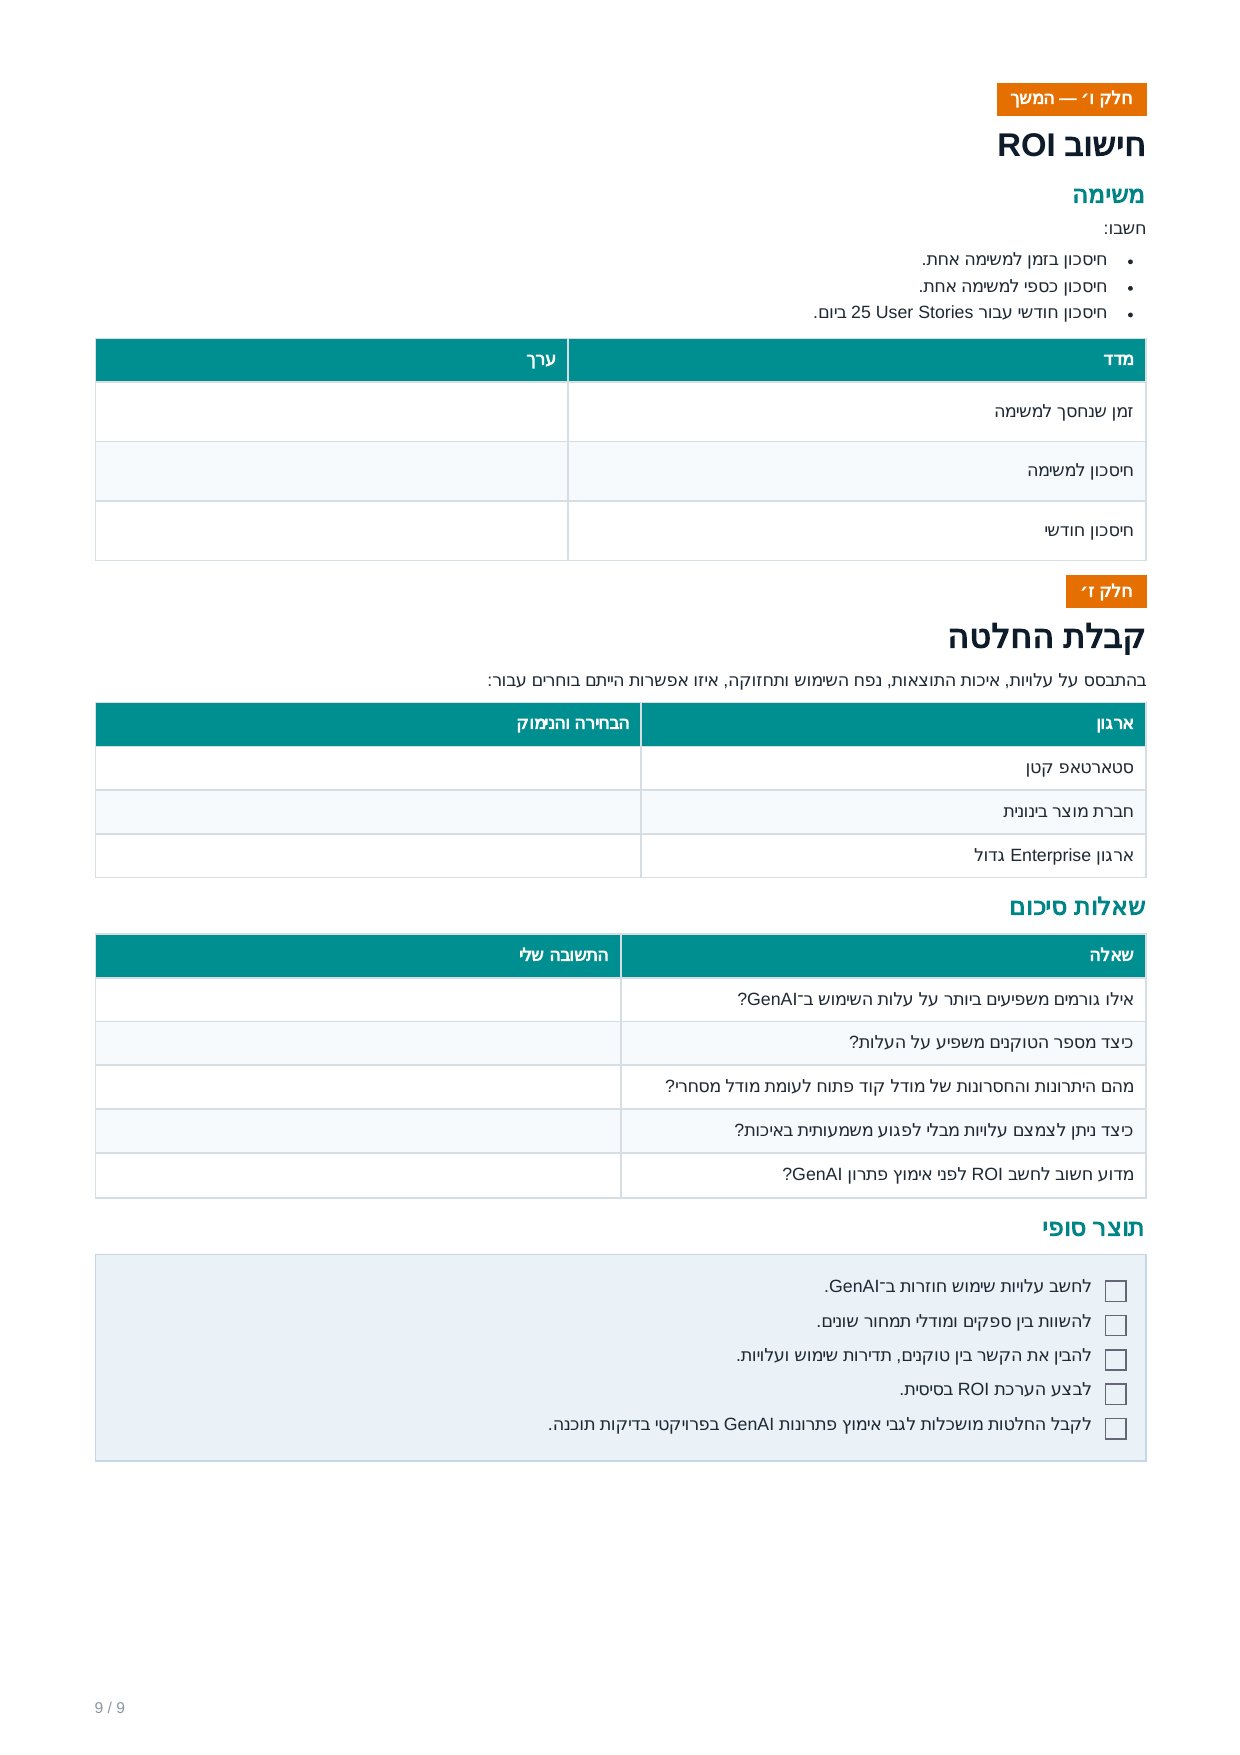 חלק ו׳ — המשך
חישוב ROI
משימה
חשבו:
• חיסכון בזמן למשימה אחת.
• חיסכון כספי למשימה אחת.
• חיסכון חודשי עבור 25 User Stories ביום.
מדד ערך
זמן שנחסך למשימה
חיסכון למשימה
חיסכון חודשי
חלק ז׳
קבלת החלטה
בהתבסס על עלויות, איכות התוצאות, נפח השימוש ותחזוקה, איזו אפשרות הייתם בוחרים עבור:
ארגון הבחירה והנימוק
סטארטאפ קטן
חברת מוצר בינונית
ארגון Enterprise גדול
שאלות סיכום
שאלה התשובה שלי
אילו גורמים משפיעים ביותר על עלות השימוש ב־GenAI?
כיצד מספר הטוקנים משפיע על העלות?
מהם היתרונות והחסרונות של מודל קוד פתוח לעומת מודל מסחרי?
כיצד ניתן לצמצם עלויות מבלי לפגוע משמעותית באיכות?
מדוע חשוב לחשב ROI לפני אימוץ פתרון GenAI?
תוצר סופי
לחשב עלויות שימוש חוזרות ב־GenAI.
להשוות בין ספקים ומודלי תמחור שונים.
להבין את הקשר בין טוקנים, תדירות שימוש ועלויות.
לבצע הערכת ROI בסיסית.
לקבל החלטות מושכלות לגבי אימוץ פתרונות GenAI בפרויקטי בדיקות תוכנה.
9 / 9